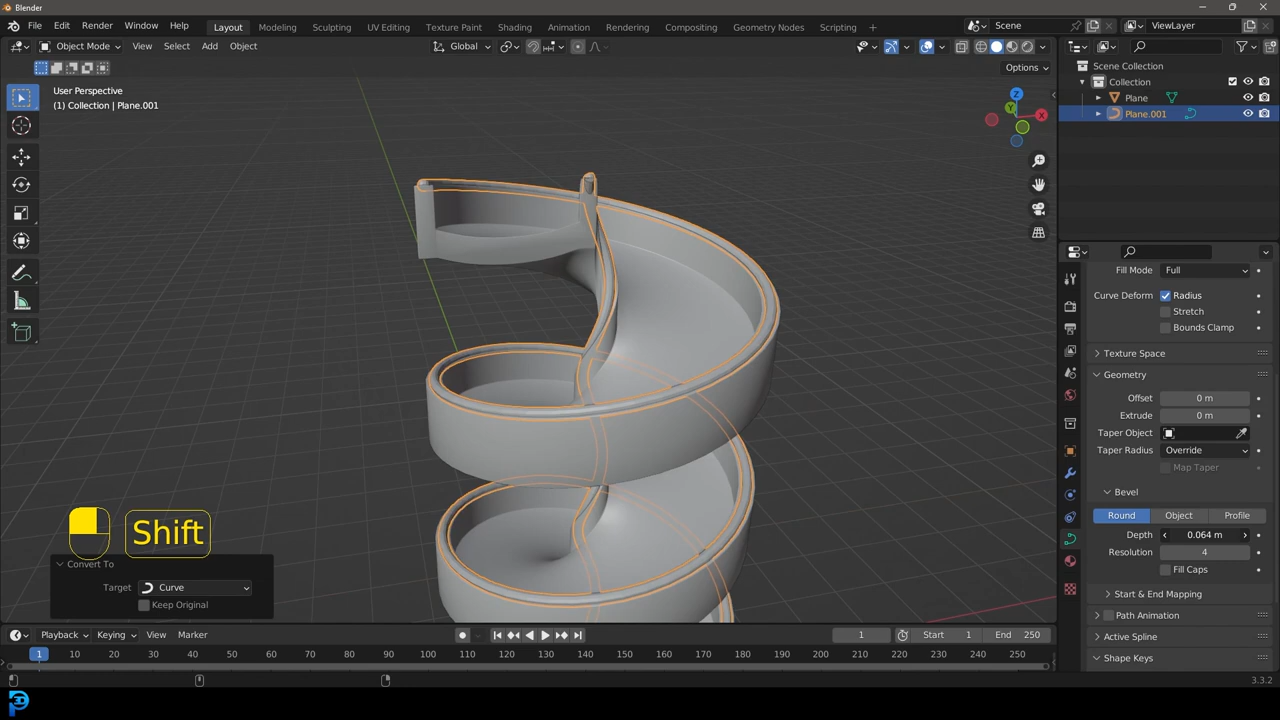 Blender
File Edit Render Window Help Layout Modeling Sculpting UV Editing Texture Paint Shading Animation Rendering Compositing Geometry Nodes Scripting + Scene ViewLayer
Object Mode View Select Add Object Global
Options
User Perspective
(1) Collection | Plane.001
Z
Y
X
Scene Collection
Collection
Plane
Plane.001
Fill Mode Full
Curve Deform Radius
Stretch
Bounds Clamp
Texture Space
Geometry
Offset 0 m
Extrude 0 m
Taper Object
Taper Radius Override
Map Taper
Bevel
Round Object Profile
Depth 0.064 m
Resolution 4
Fill Caps
Start & End Mapping
Path Animation
Active Spline
Shape Keys
Shift
Convert To
Target Curve
Keep Original
Playback Keying View Marker 1 Start 1 End 250
1 10 20 30 40 50 60 70 80 90 100 110 120 130 140 150 160 170 180 190 200 210 220 230 240 250
3.3.2